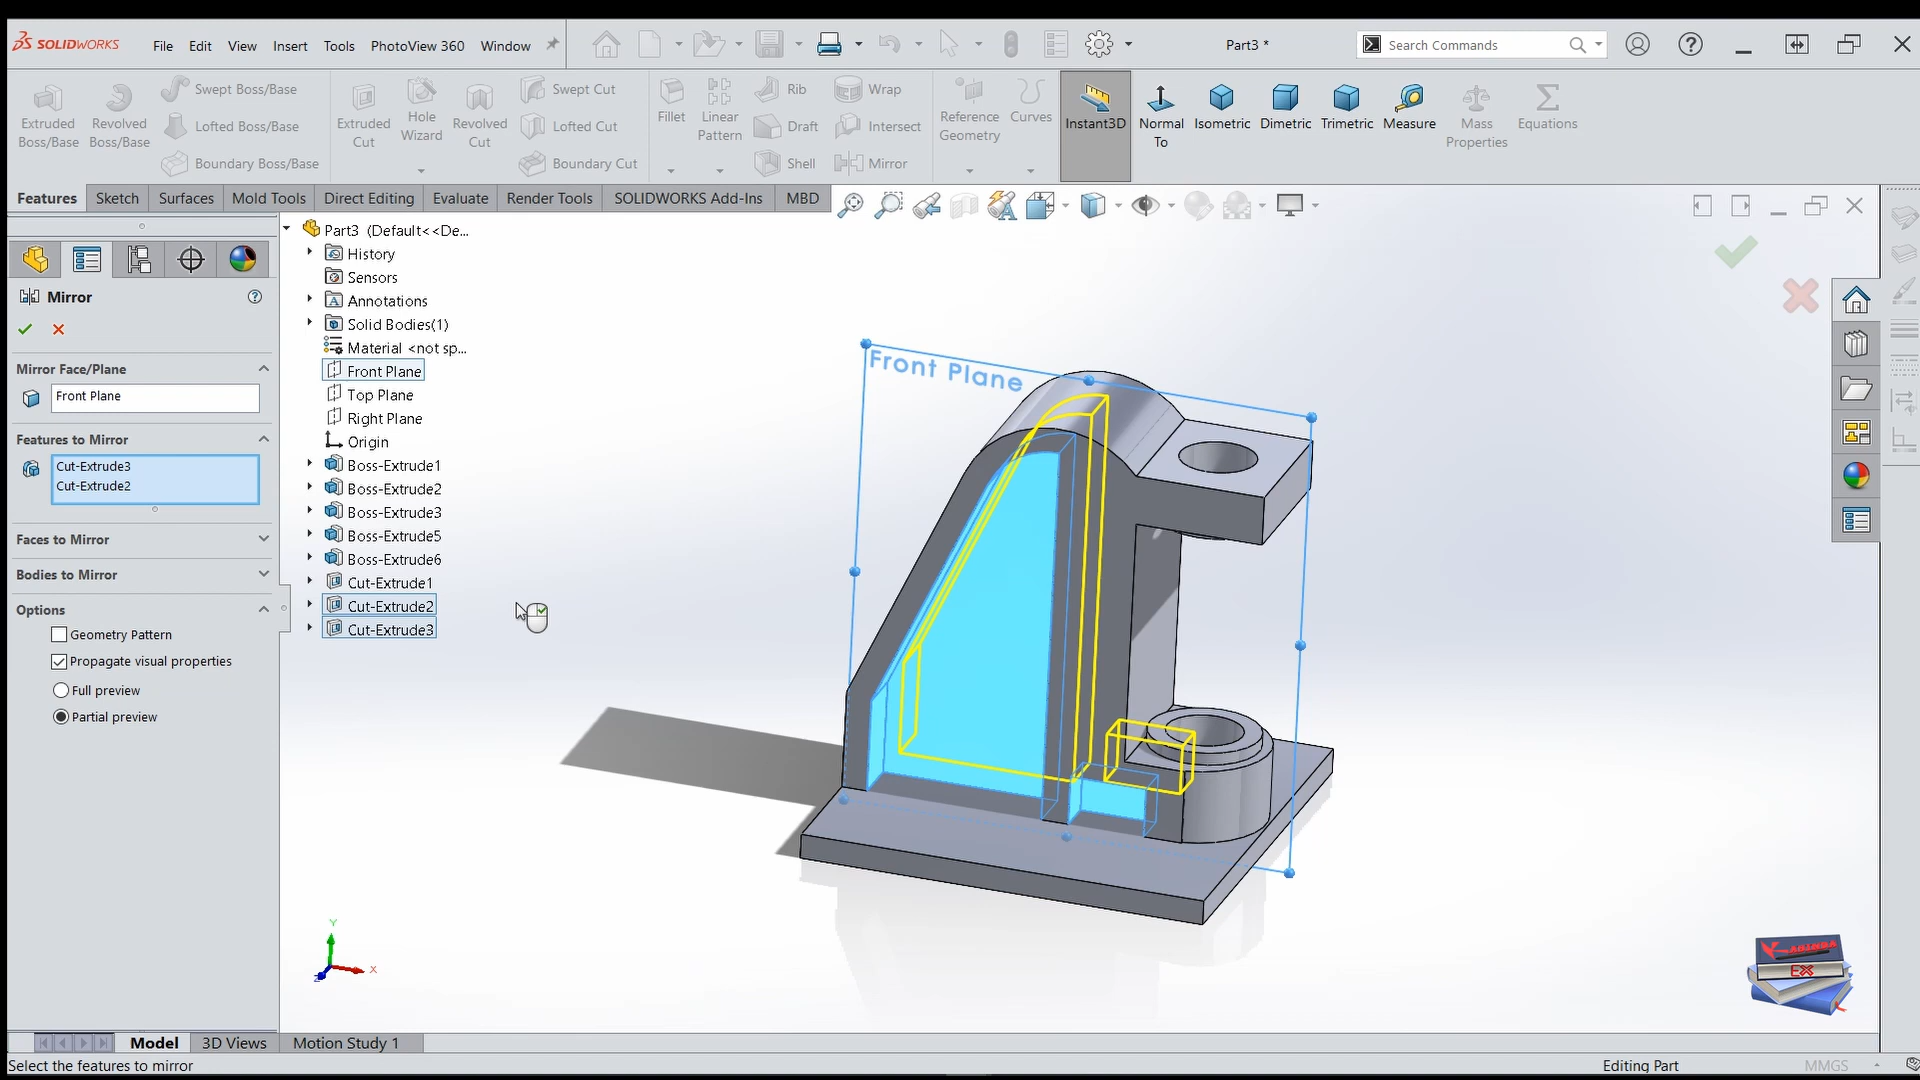 SOLIDWORKS File Edit View Insert Tools PhotoView 360 Window Part3 * Search Commands
Extruded Boss/Base
Revolved Boss/Base
Swept Boss/Base
Lofted Boss/Base
Boundary Boss/Base
Extruded Cut
Hole Wizard
Revolved Cut
Swept Cut
Lofted Cut
Boundary Cut
Fillet
Linear Pattern
Rib
Draft
Shell
Wrap
Intersect
Mirror
Reference Geometry
Curves
Instant3D
Normal To
Isometric
Dimetric
Trimetric
Measure
Mass Properties
Equations
Features Sketch Surfaces Mold Tools Direct Editing Evaluate Render Tools SOLIDWORKS Add-Ins MBD
Mirror
Mirror Face/Plane
Front Plane
Features to Mirror
Cut-Extrude3
Cut-Extrude2
Faces to Mirror
Bodies to Mirror
Options
Geometry Pattern
Propagate visual properties
Full preview
Partial preview
Part3 (Default<<De...
History
Sensors
Annotations
Solid Bodies(1)
Material <not sp...
Front Plane
Top Plane
Right Plane
Origin
Boss-Extrude1
Boss-Extrude2
Boss-Extrude3
Boss-Extrude5
Boss-Extrude6
Cut-Extrude1
Cut-Extrude2
Cut-Extrude3
Front Plane
Y
X
Z
EX
Model 3D Views Motion Study 1
Select the features to mirror
Editing Part
MMGS